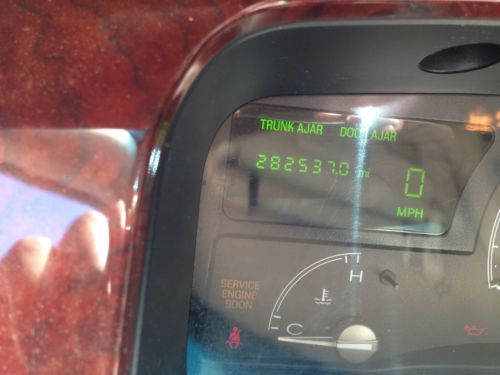 TRUNK AJAR DOOR AJAR
282537.0 mi
0
MPH
H
SERVICE
ENGINE
SOON
C